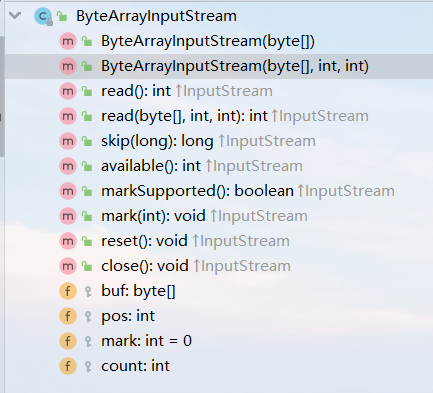 ByteArrayInputStream
ByteArrayInputStream(byte[])
ByteArrayInputStream(byte[], int, int)
read(): int ↑InputStream
read(byte[], int, int): int ↑InputStream
skip(long): long ↑InputStream
available(): int ↑InputStream
markSupported(): boolean ↑InputStream
mark(int): void ↑InputStream
reset(): void ↑InputStream
close(): void ↑InputStream
buf: byte[]
pos: int
mark: int = 0
count: int